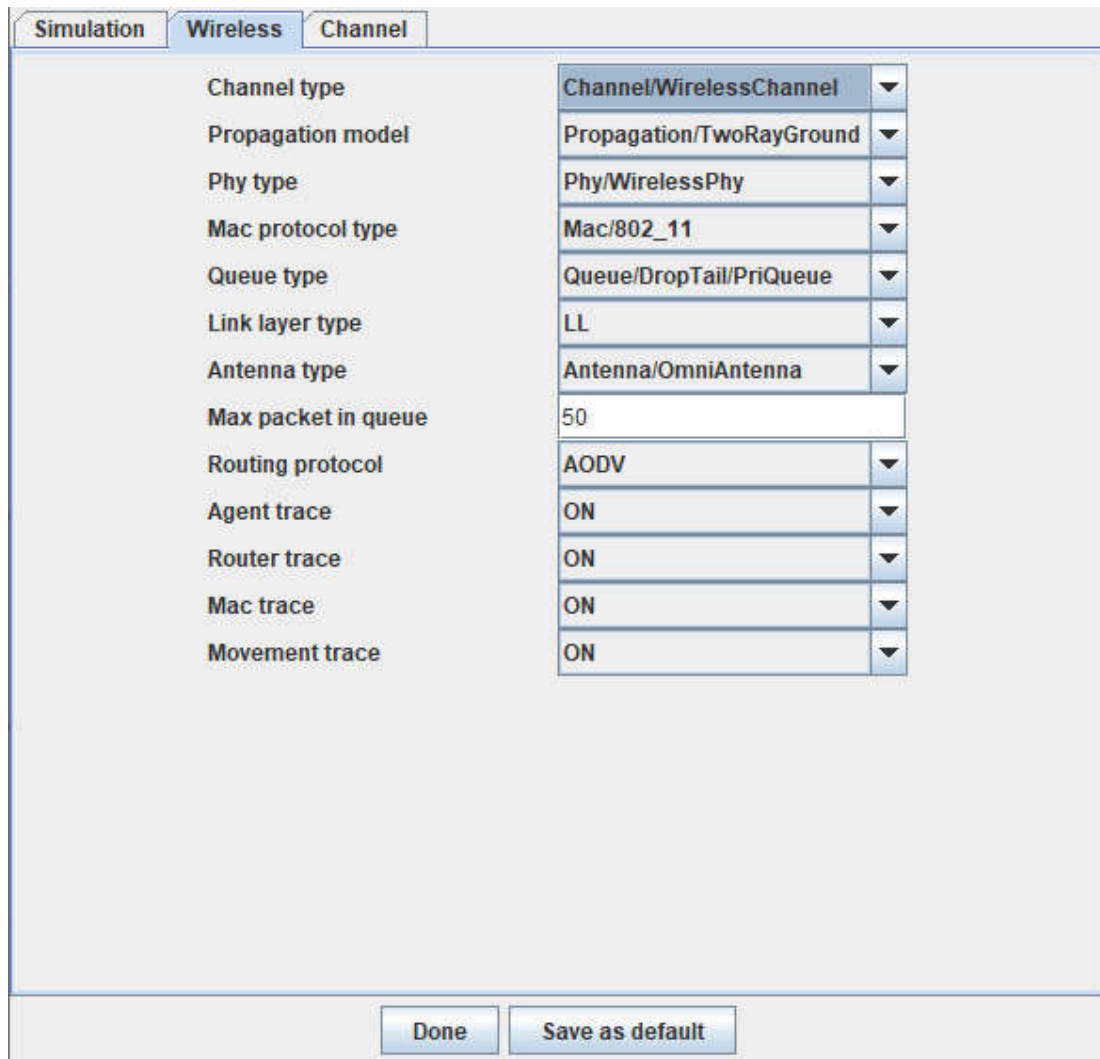 Simulation Wireless Channel
Channel type Channel/WirelessChannel
Propagation model Propagation/TwoRayGround
Phy type Phy/WirelessPhy
Mac protocol type Mac/802_11
Queue type Queue/DropTail/PriQueue
Link layer type LL
Antenna type Antenna/OmniAntenna
Max packet in queue 50
Routing protocol AODV
Agent trace ON
Router trace ON
Mac trace ON
Movement trace ON
Done Save as default